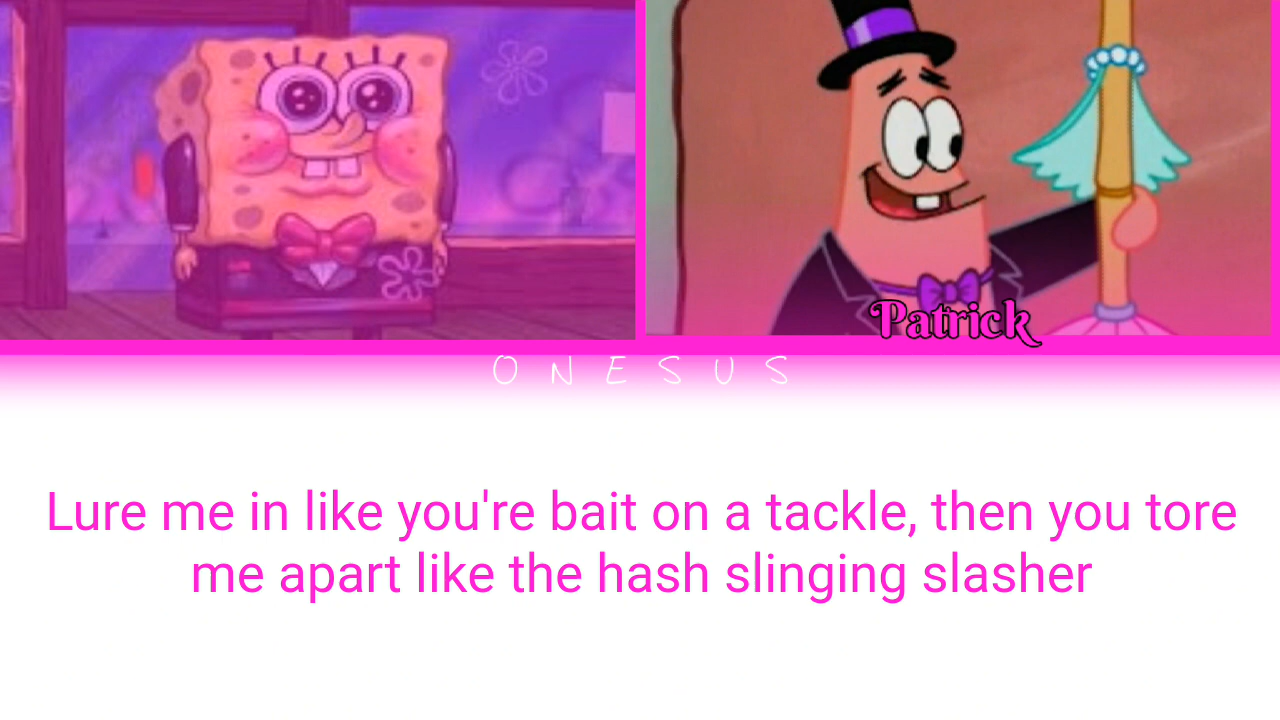 Patrick
ONESUS
Lure me in like you're bait on a tackle, then you tore
me apart like the hash slinging slasher